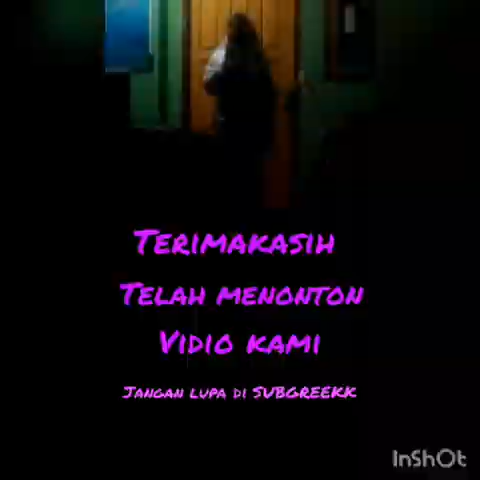 Terimakasih
Telah menonton
Vidio kami
Jangan lupa di SUBGREEKK
InShOt